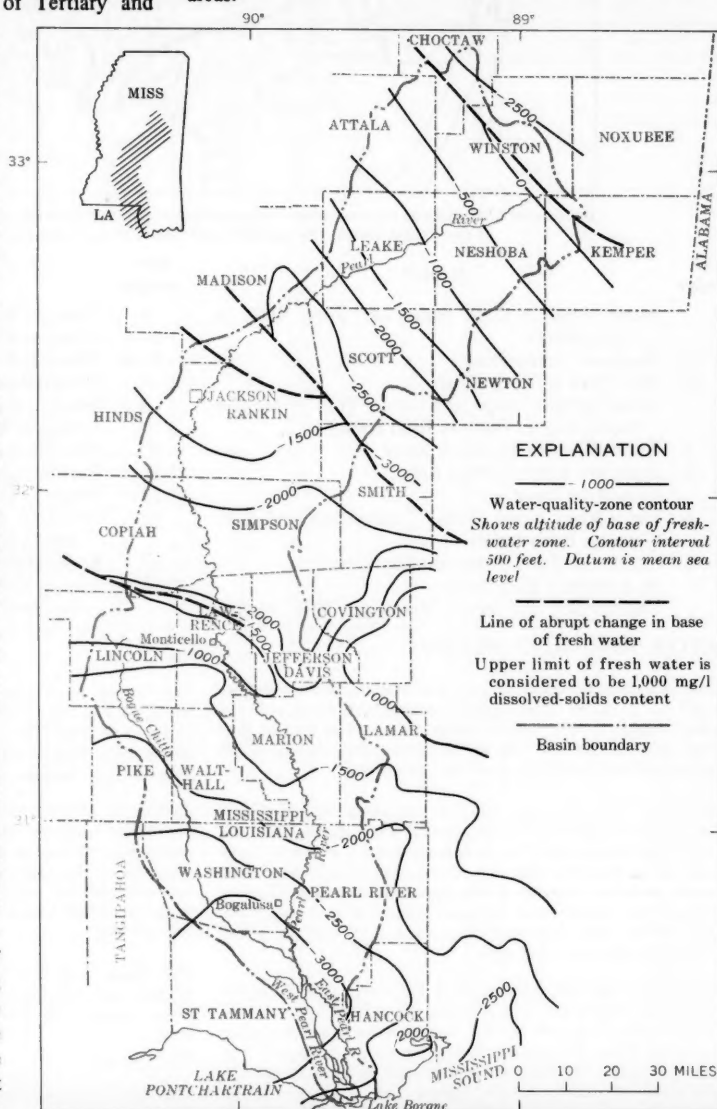 of Tertiary and
areas.
90°
89°
CHOCTAW
MISS
LA
2500
NOXUBEE
ATTALA
WINSTON
33°
0
500
River
LEAKE
NESHOBA
KEMPER
ALABAMA
Pearl
1000
MADISON
1500
2000
SCOTT
NEWTON
JACKSON
RANKIN
2500
HINDS
1500
3000
EXPLANATION
1000
32°
2000
SMITH
Water-quality-zone contour
SIMPSON
Shows altitude of base of fresh-
water zone. Contour interval
500 feet. Datum is mean sea
level
COPIAH
Line of abrupt change in base
of fresh water
LAW-
RENCE
2000
COVINGTON
1500
Monticello
LINCOLN
1000
JEFFERSON
DAVIS
Upper limit of fresh water is
considered to be 1,000 mg/l
dissolved-solids content
1000
Bogue Chitto
MARION
LAMAR
Basin boundary
PIKE
WALT-
HALL
1500
MISSISSIPPI
LOUISIANA
31°
2000
River
WASHINGTON
PEARL RIVER
TANGIPAHOA
Bogalusa
2500
Pearl
3000
ST TAMMANY
West Pearl River
East Pearl R
HANCOCK
2500
2000
MISSISSIPPI
SOUND
LAKE
PONTCHARTRAIN
Lake Borgne
0 10 20 30 MILES